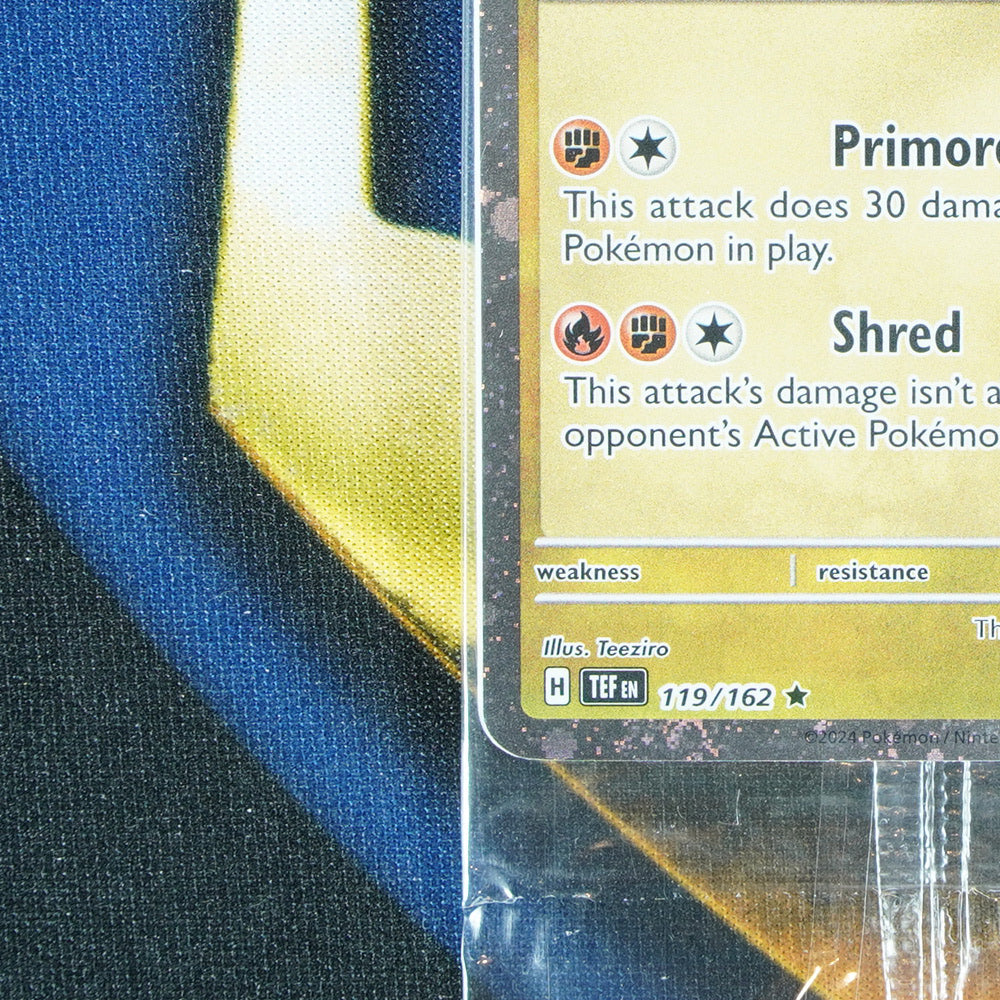 Primor
This attack does 30 dama
Pokémon in play.
Shred
This attack's damage isn't a
opponent's Active Pokémo
weakness
resistance
Th
Illus. Teeziro
H TEF EN 119/162
©2024 Pokémon / Ninte